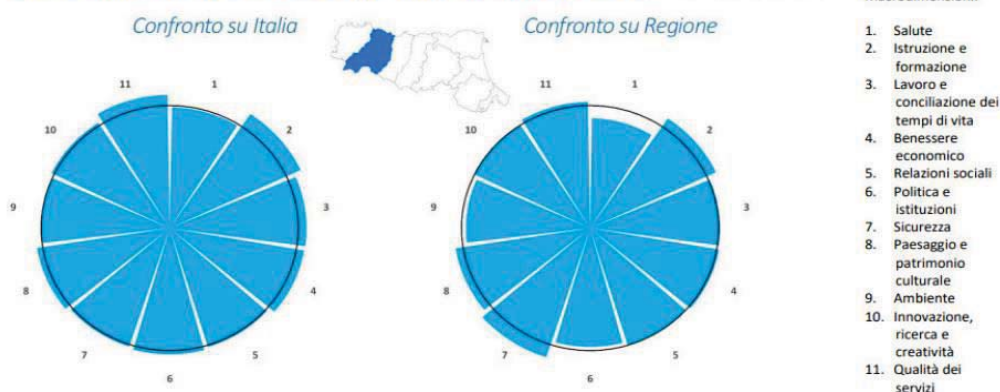 Confronto su Italia
Confronto su Regione
11
1
10
2
9
3
8
4
7
5
6
11
1
10
2
9
3
8
4
7
5
6
1. Salute
2. Istruzione e
formazione
3. Lavoro e
conciliazione dei
tempi di vita
4. Benessere
economico
5. Relazioni sociali
6. Politica e
istituzioni
7. Sicurezza
8. Paesaggio e
patrimonio
culturale
9. Ambiente
10. Innovazione,
ricerca e
creatività
11. Qualità dei
servizi